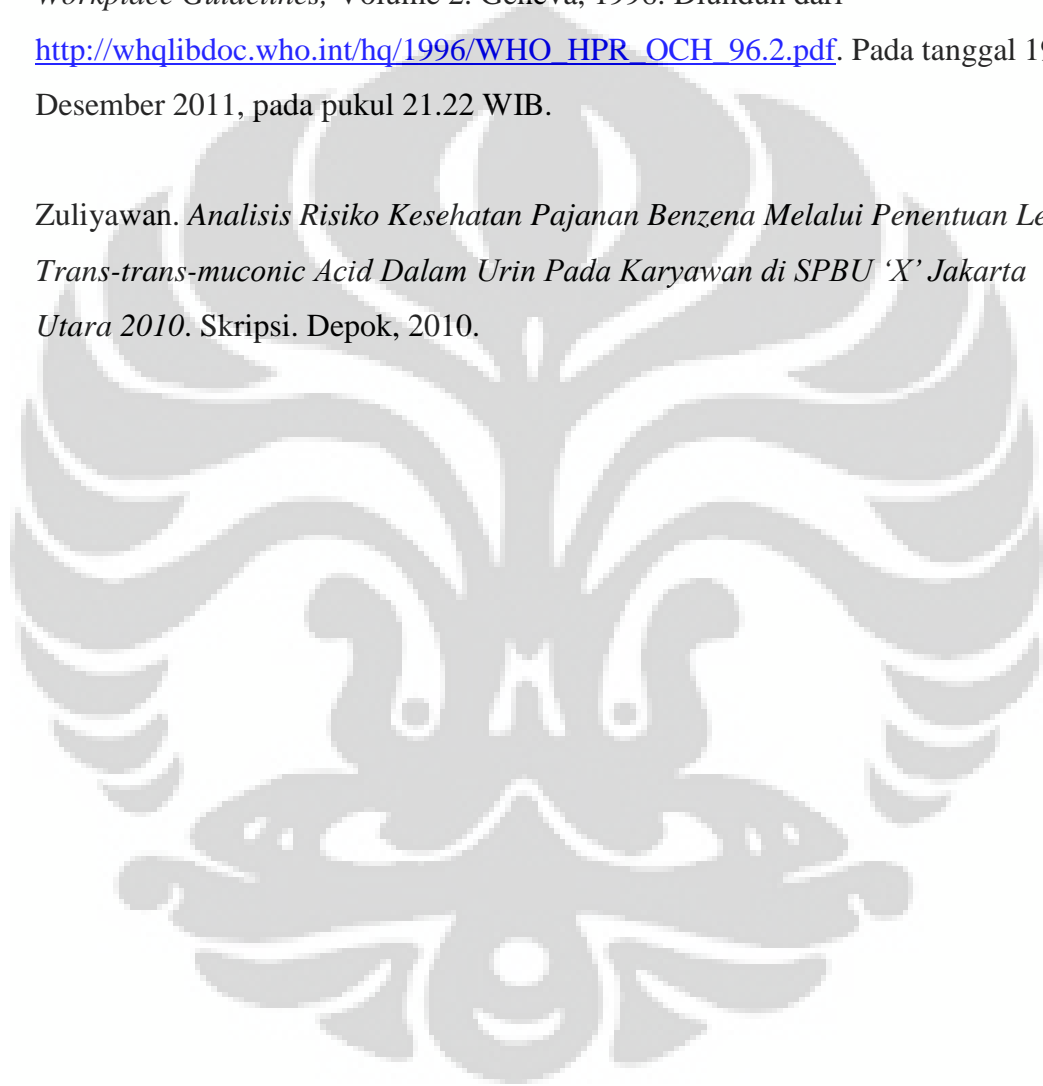 Workplace Guidelines, Volume 2. Geneva, 1996. Diunduh dari
http://whqlibdoc.who.int/hq/1996/WHO_HPR_OCH_96.2.pdf. Pada tanggal 19
Desember 2011, pada pukul 21.22 WIB.
Zuliyawan. Analisis Risiko Kesehatan Pajanan Benzena Melalui Penentuan
Trans-trans-muconic Acid Dalam Urin Pada Karyawan di SPBU ‘X’ Jakarta
Utara 2010. Skripsi. Depok, 2010.